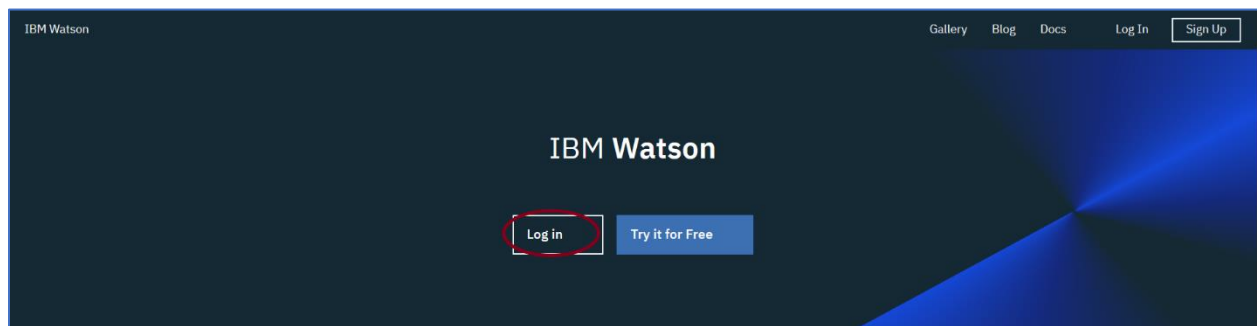 IBM Watson Gallery Blog Docs Log In Sign Up
IBM Watson
Log in Try it for Free